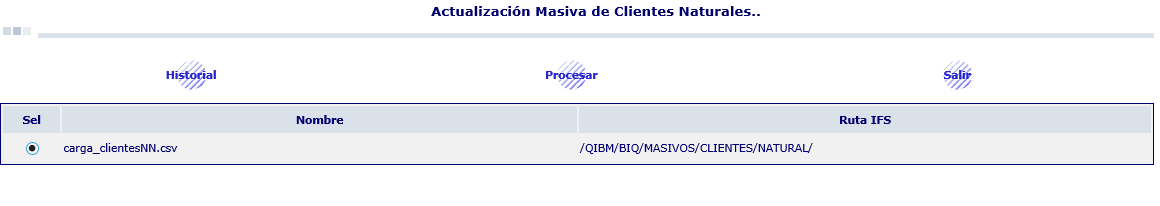 Actualización Masiva de Clientes Naturales..
Historial Procesar Salir
Sel Nombre Ruta IFS
carga_clientesNN.csv /QIBM/BIQ/MASIVOS/CLIENTES/NATURAL/